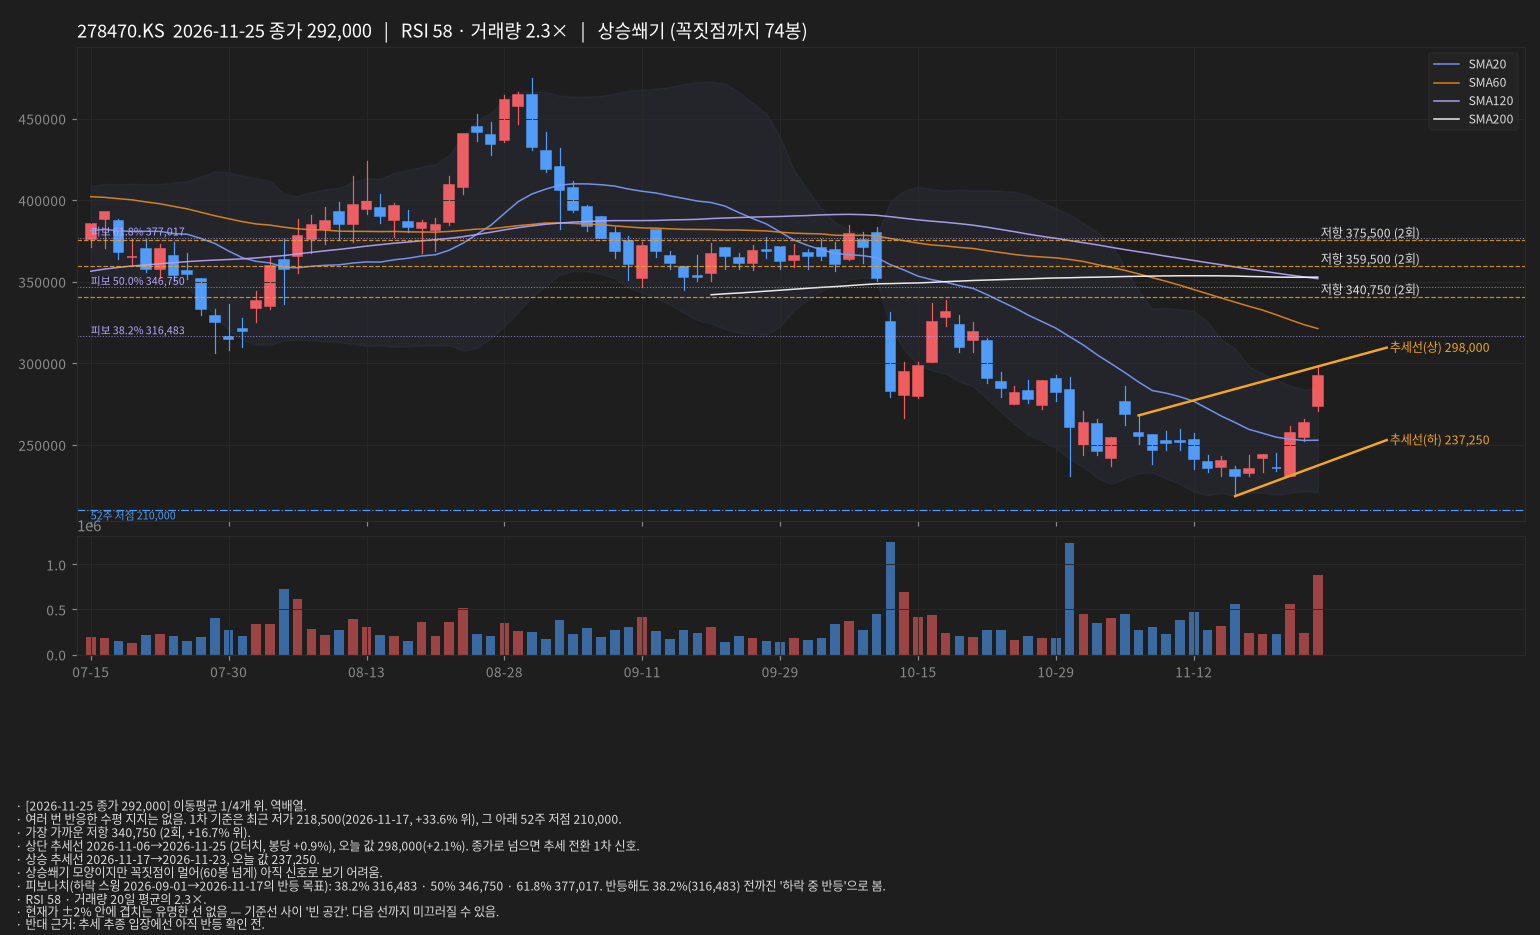 278470.KS 2026-11-25 종가 292,000 | RSI 58 · 거래량 2.3× | 상승쐐기 (꼭짓점까지 74봉)
SMA20
SMA60
SMA120
SMA200
450000
400000
350000
300000
250000
피보 61.8% 377,017
피보 50.0% 346,750
피보 38.2% 316,483
저항 375,500 (2회)
저항 359,500 (2회)
저항 340,750 (2회)
추세선(상) 298,000
추세선(하) 237,250
52주 저점 210,000
1e6
1.0
0.5
0.0
07-15
07-30
08-13
08-28
09-11
09-29
10-15
10-29
11-12
· [2026-11-25 종가 292,000] 이동평균 1/4개 위. 역배열.
· 여러 번 반응한 수평 지지는 없음. 1차 기준은 최근 저가 218,500(2026-11-17, +33.6% 위), 그 아래 52주 저점 210,000.
· 가장 가까운 저항 340,750 (2회, +16.7% 위).
· 상단 추세선 2026-11-06→2026-11-25 (2터치, 봉당 +0.9%), 오늘 값 298,000(+2.1%). 종가로 넘으면 추세 전환 1차 신호.
· 상승 추세선 2026-11-17→2026-11-23, 오늘 값 237,250.
· 상승쐐기 모양이지만 꼭짓점이 멀어(60봉 넘게) 아직 신호로 보기 어려움.
· 피보나치(하락 스윙 2026-09-01→2026-11-17의 반등 목표): 38.2% 316,483 · 50% 346,750 · 61.8% 377,017. 반등해도 38.2%(316,483) 전까진 '하락 중 반등'으로 봄.
· RSI 58 · 거래량 20일 평균의 2.3×.
· 현재가 ±2% 안에 겹치는 유명한 선 없음 — 기준선 사이 '빈 공간'. 다음 선까지 미끄러질 수 있음.
· 반대 근거: 추세 추종 입장에선 아직 반등 확인 전.